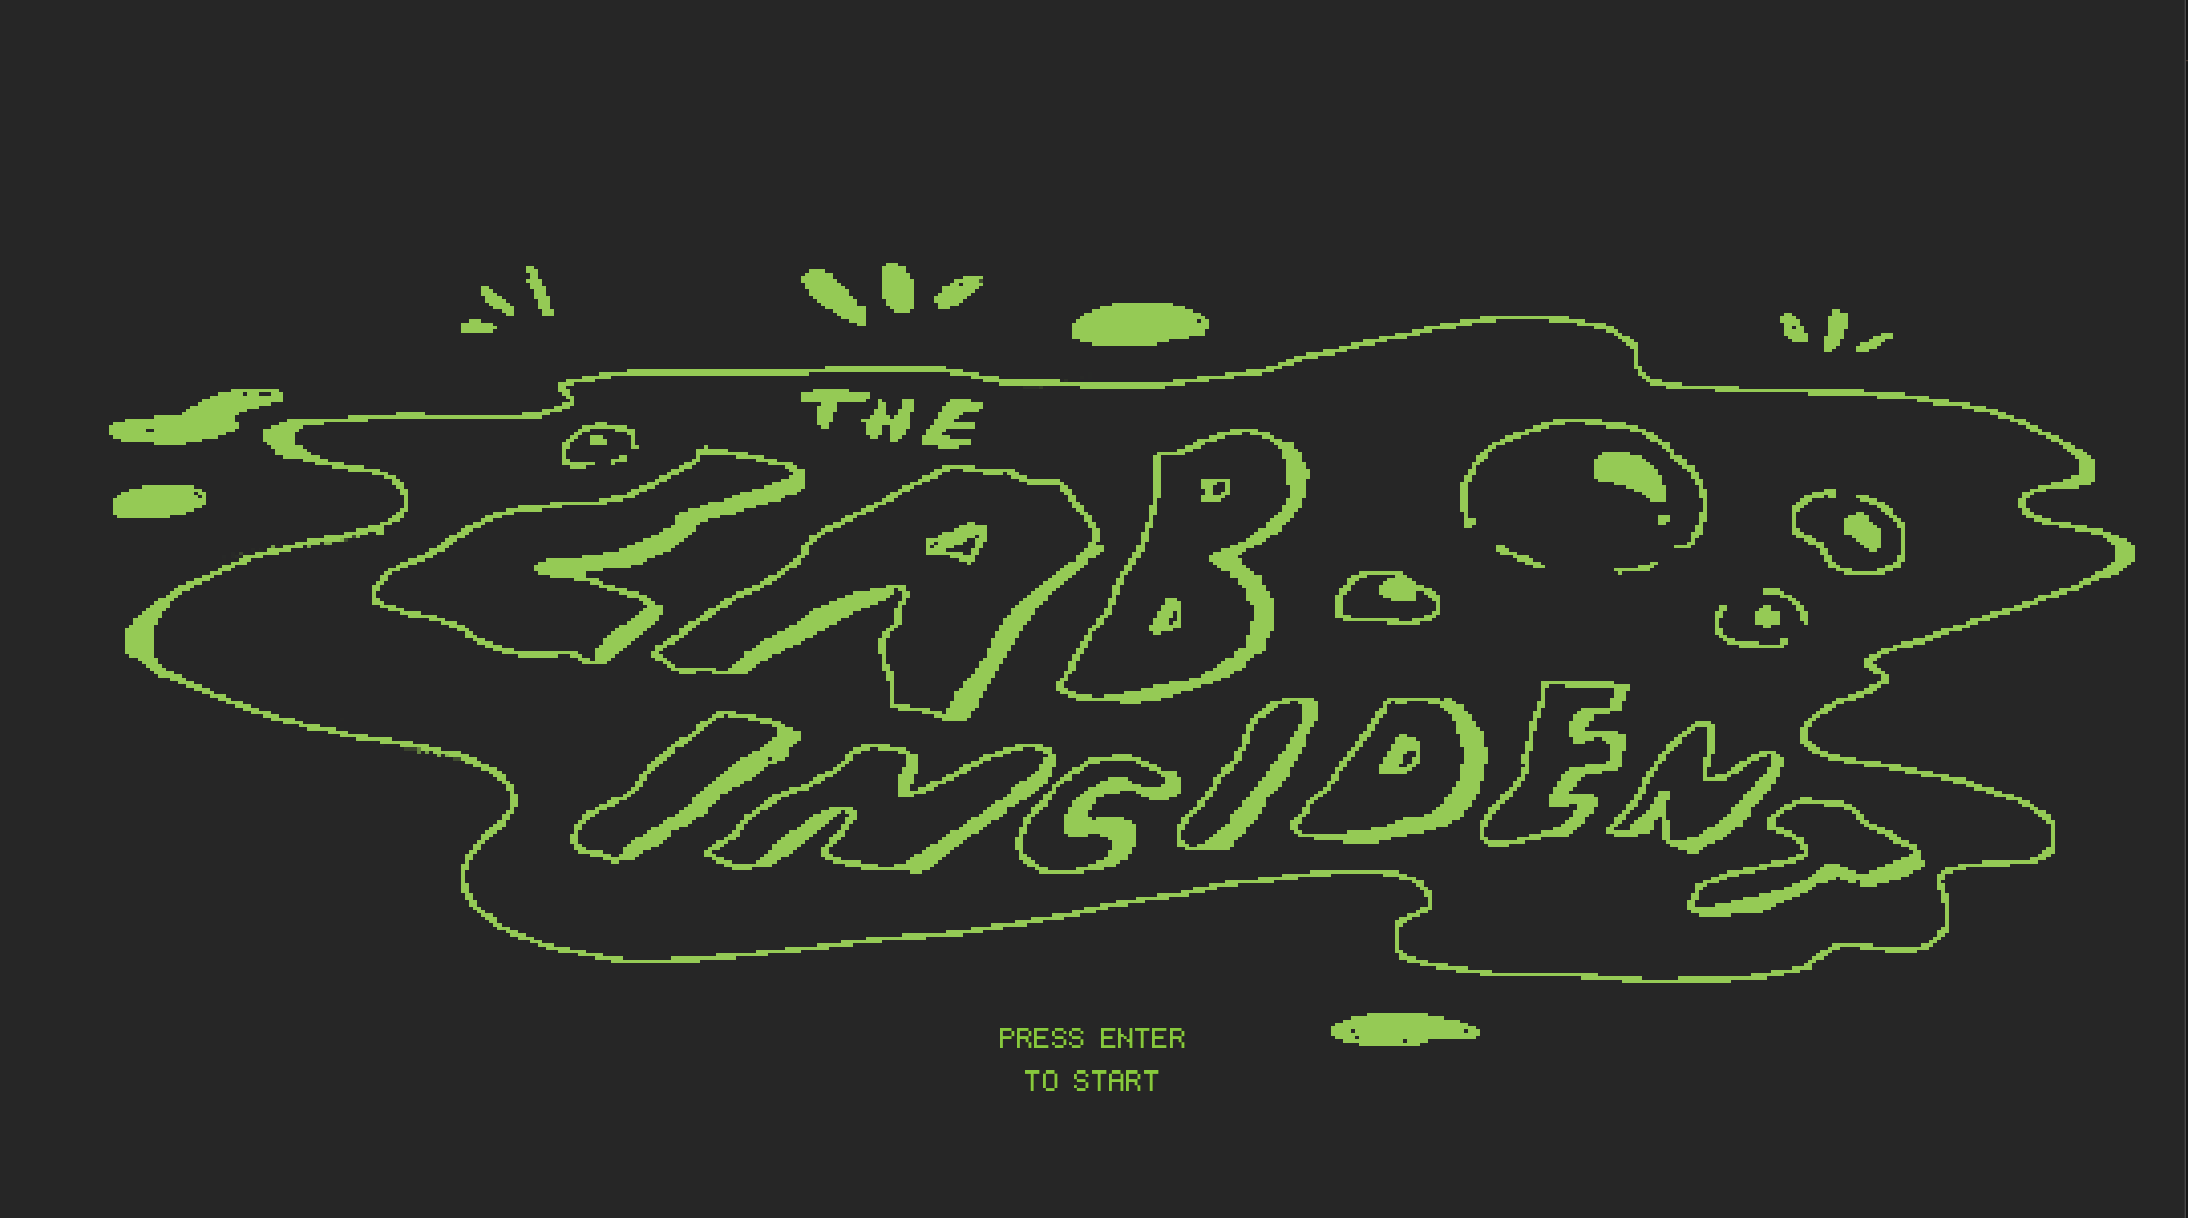 THE
LAB
INCIDENT
PRESS ENTER
TO START